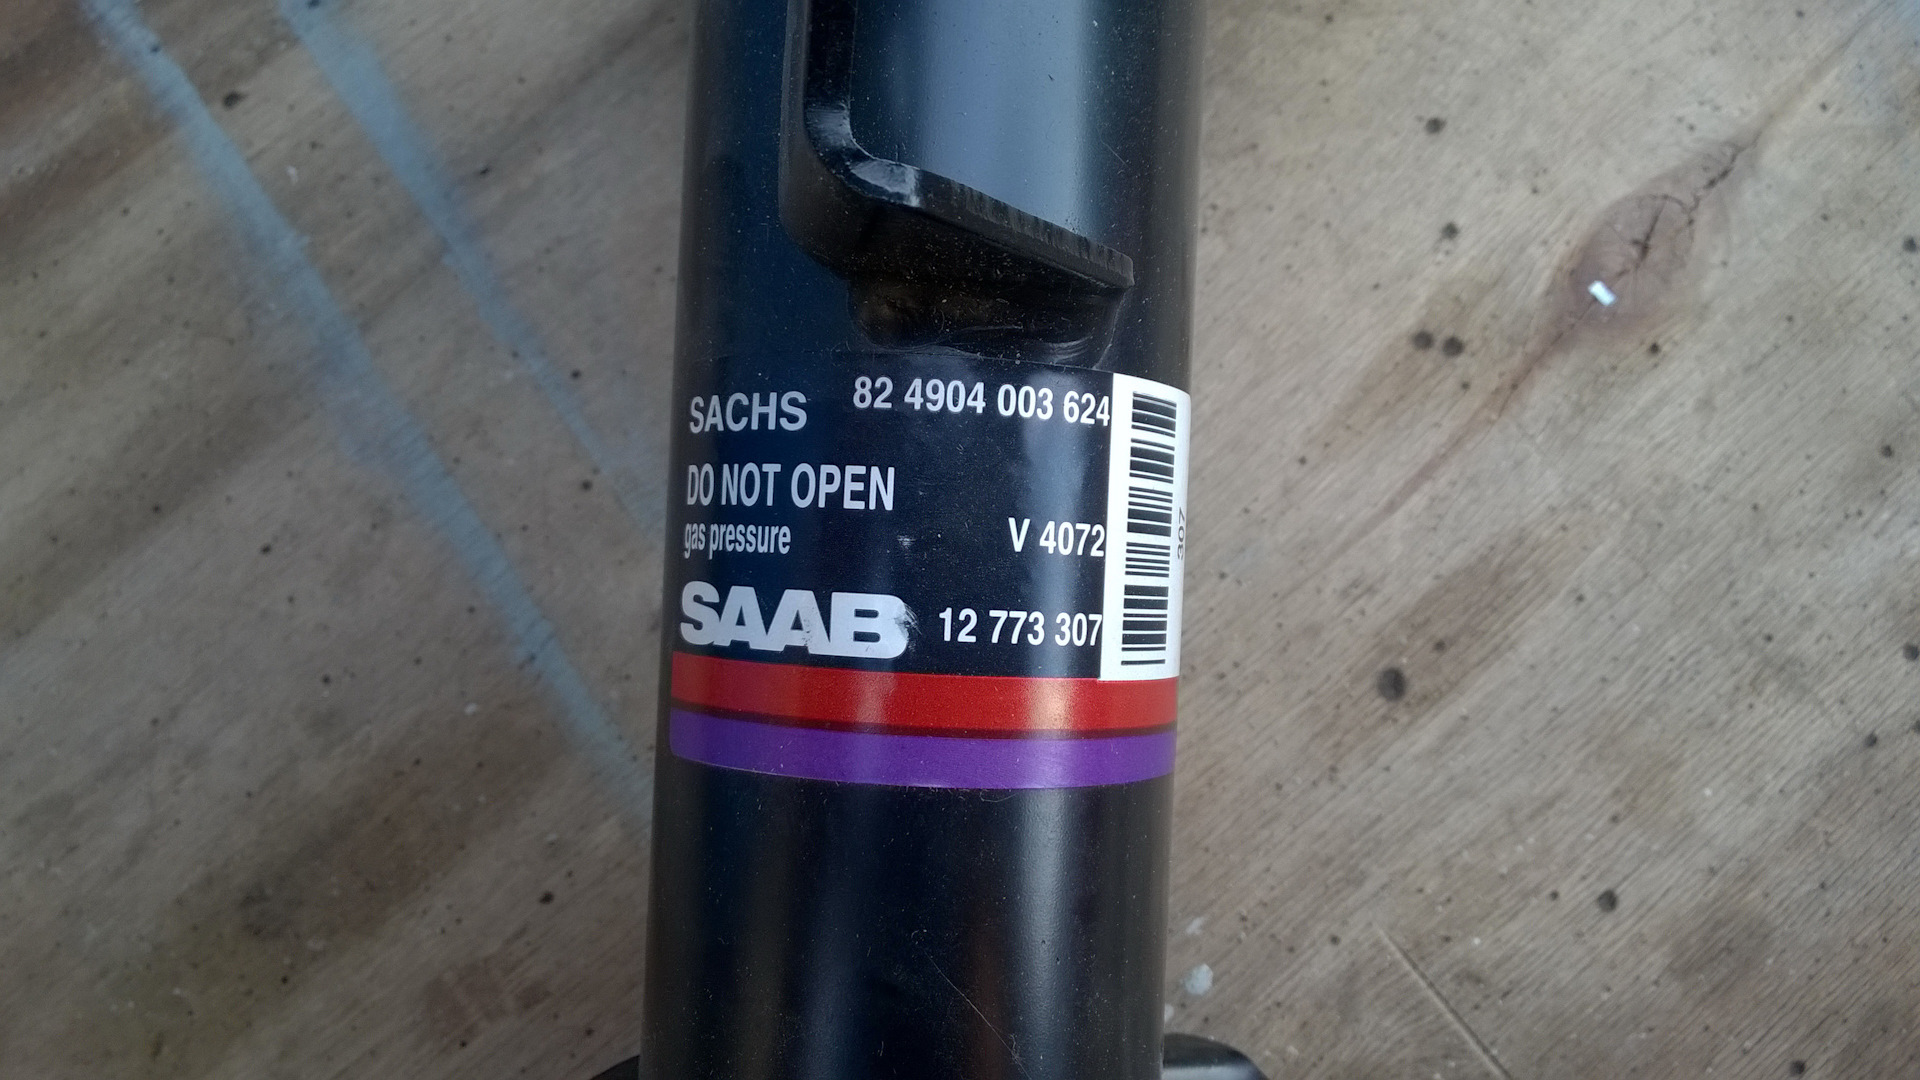 SACHS 82 4904 003 624
DO NOT OPEN
gas pressure V 4072
SAAB 12 773 307
307